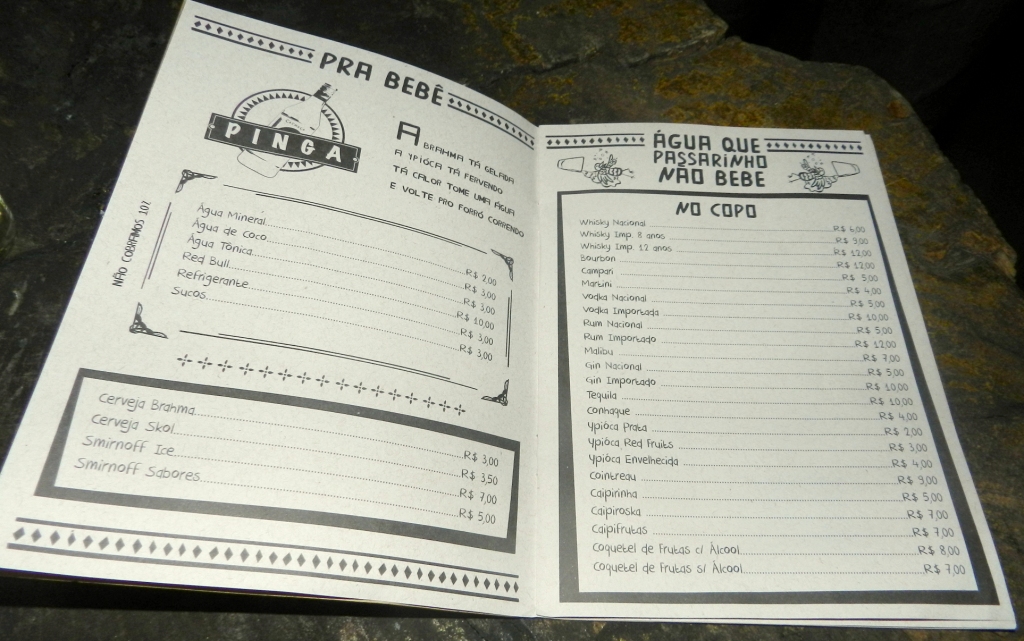 PRA BEBÊ
PINGA
A BRAHMA TÁ GELADA
A YPIÓCA TÁ FERVENDO
TÁ CALOR TOME UMA ÁGUA
E VOLTE PRO FORRÓ CORRENDO
NÃO COBRAMOS 10%
Água Mineral R$ 2,00
Água de Coco R$ 3,00
Água Tônica R$ 3,00
Red Bull R$ 10,00
Refrigerante R$ 3,00
Sucos R$ 3,00
Cerveja Brahma R$ 3,00
Cerveja Skol R$ 3,50
Smirnoff Ice R$ 7,00
Smirnoff Sabores R$ 5,00
ÁGUA QUE
PASSARINHO
NÃO BEBE
NO COPO
Whisky Nacional R$ 6,00
Whisky Imp. 8 anos R$ 9,00
Whisky Imp. 12 anos R$ 12,00
Bourbon R$ 12,00
Campari R$ 5,00
Martini R$ 4,00
Vodka Nacional R$ 5,00
Vodka Importada R$ 10,00
Rum Nacional R$ 5,00
Rum Importado R$ 12,00
Malibu R$ 7,00
Gin Nacional R$ 5,00
Gin Importado R$ 10,00
Tequila R$ 10,00
Conhaque R$ 4,00
Ypióca Prata R$ 2,00
Ypióca Red Fruits R$ 3,00
Ypióca Envelhecida R$ 4,00
Cointreau R$ 9,00
Caipirinha R$ 5,00
Caipiroska R$ 7,00
Caipifrutas R$ 7,00
Coquetel de Frutas c/ Álcool R$ 8,00
Coquetel de Frutas s/ Álcool R$ 7,00